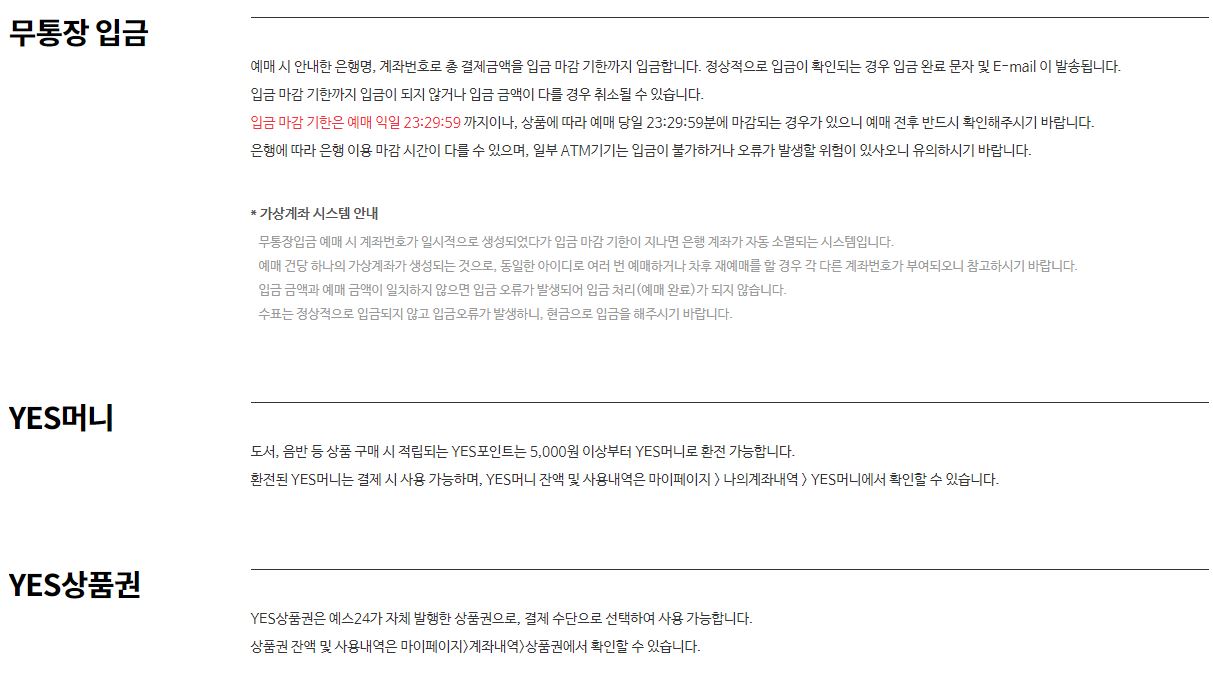 무통장 입금
예매 시 안내한 은행명, 계좌번호로 총 결제금액을 입금 마감 기한까지 입금합니다. 정상적으로 입금이 확인되는 경우 입금 완료 문자 및 E-mail 이 발송됩니다.
입금 마감 기한까지 입금이 되지 않거나 입금 금액이 다를 경우 취소될 수 있습니다.
입금 마감 기한은 예매 익일 23:29:59 까지이나, 상품에 따라 예매 당일 23:29:59분에 마감되는 경우가 있으니 예매 전후 반드시 확인해주시기 바랍니다.
은행에 따라 은행 이용 마감 시간이 다를 수 있으며, 일부 ATM기기는 입금이 불가하거나 오류가 발생할 위험이 있사오니 유의하시기 바랍니다.
* 가상계좌 시스템 안내
무통장입금 예매 시 계좌번호가 일시적으로 생성되었다가 입금 마감 기한이 지나면 은행 계좌가 자동 소멸되는 시스템입니다.
예매 건당 하나의 가상계좌가 생성되는 것으로, 동일한 아이디로 여러 번 예매하거나 차후 재예매를 할 경우 각 다른 계좌번호가 부여되오니 참고하시기 바랍니다.
입금 금액과 예매 금액이 일치하지 않으면 입금 오류가 발생되어 입금 처리(예매 완료)가 되지 않습니다.
수표는 정상적으로 입금되지 않고 입금오류가 발생하니, 현금으로 입금을 해주시기 바랍니다.
YES머니
도서, 음반 등 상품 구매 시 적립되는 YES포인트는 5,000원 이상부터 YES머니로 환전 가능합니다.
환전된 YES머니는 결제 시 사용 가능하며, YES머니 잔액 및 사용내역은 마이페이지 > 나의계좌내역 > YES머니에서 확인할 수 있습니다.
YES상품권
YES상품권은 예스24가 자체 발행한 상품권으로, 결제 수단으로 선택하여 사용 가능합니다.
상품권 잔액 및 사용내역은 마이페이지>계좌내역>상품권에서 확인할 수 있습니다.